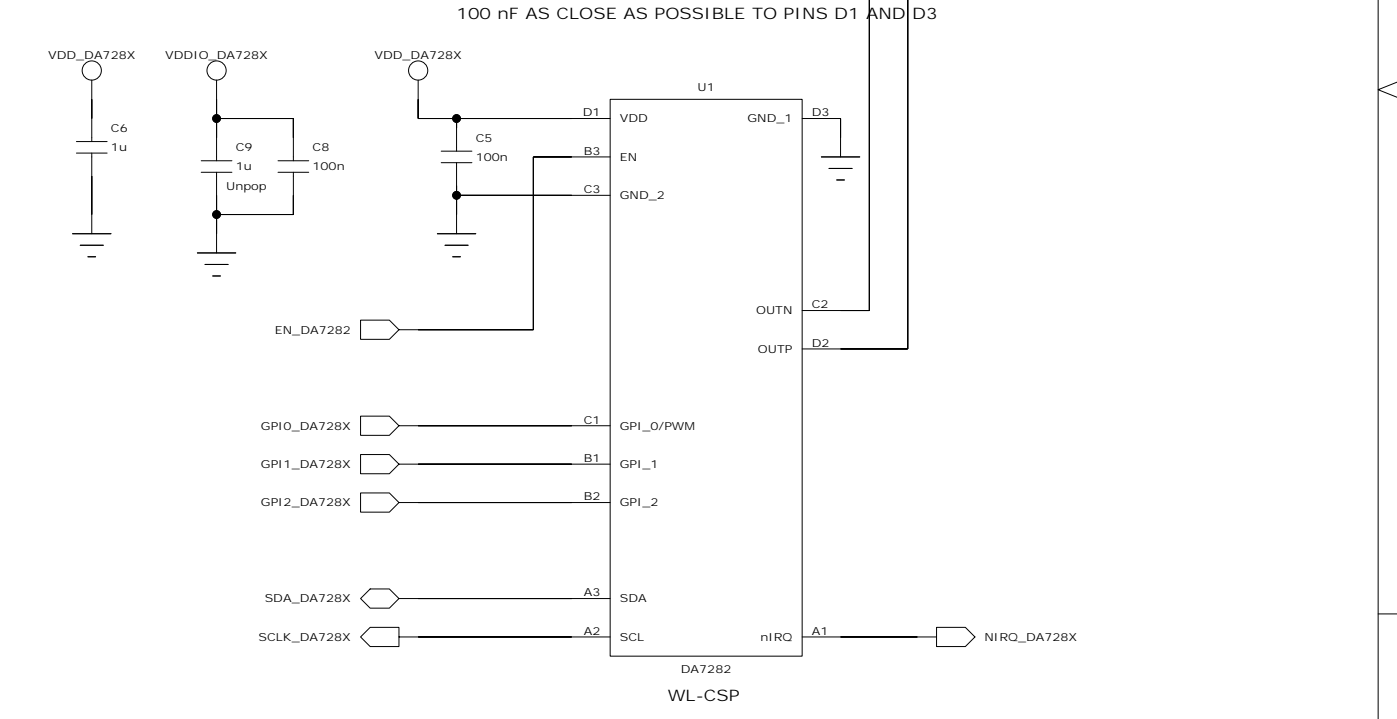 100 nF AS CLOSE AS POSSIBLE TO PINS D1 AND D3
VDD_DA728X
VDDIO_DA728X
VDD_DA728X
C6
1u
C9
1u
Unpop
C8
100n
C5
100n
U1
D1
VDD
B3
EN
C3
GND_2
GND_1
D3
OUTN
C2
OUTP
D2
EN_DA7282
GPI0_DA728X
C1
GPI_0/PWM
GPI1_DA728X
B1
GPI_1
GPI2_DA728X
B2
GPI_2
SDA_DA728X
A3
SDA
SCLK_DA728X
A2
SCL
nIRQ
A1
NIRQ_DA728X
DA7282
WL-CSP